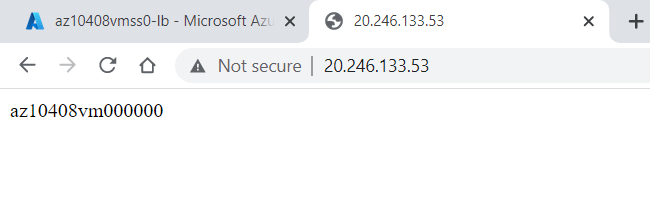 az10408vmss0-lb - Microsoft Azu
20.246.133.53
Not secure | 20.246.133.53
az10408vm000000